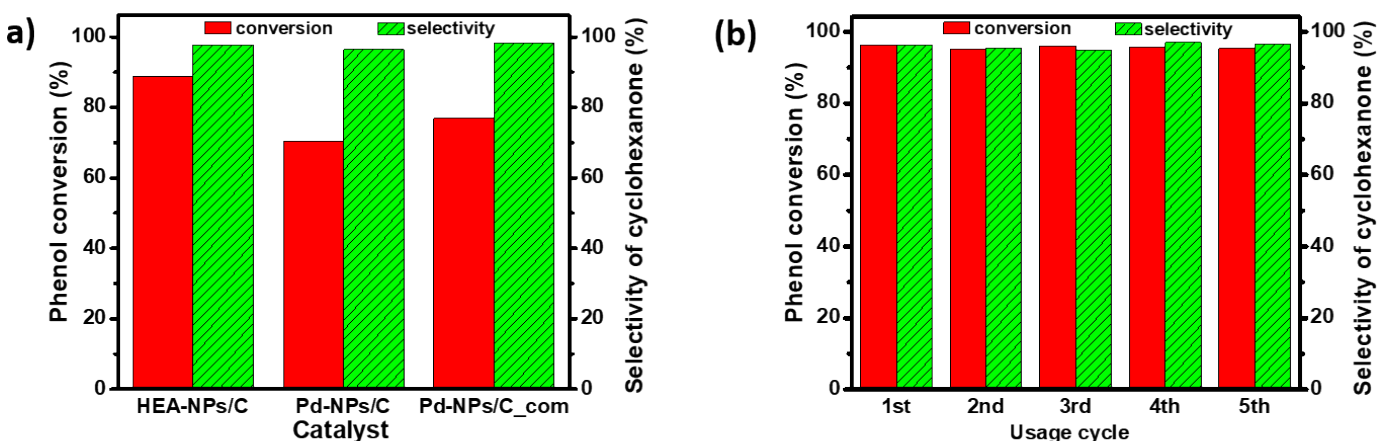 a)
conversion selectivity
Phenol conversion (%)
100
80
60
40
20
0
100
80
60
40
20
0
Selectivity of cyclohexanone (%)
HEA-NPs/C Pd-NPs/C Pd-NPs/C_com
Catalyst
(b)
conversion selectivity
Phenol conversion (%)
100
80
60
40
20
0
100
80
60
40
20
0
Selectivity of cyclohexanone (%)
1st 2nd 3rd 4th 5th
Usage cycle